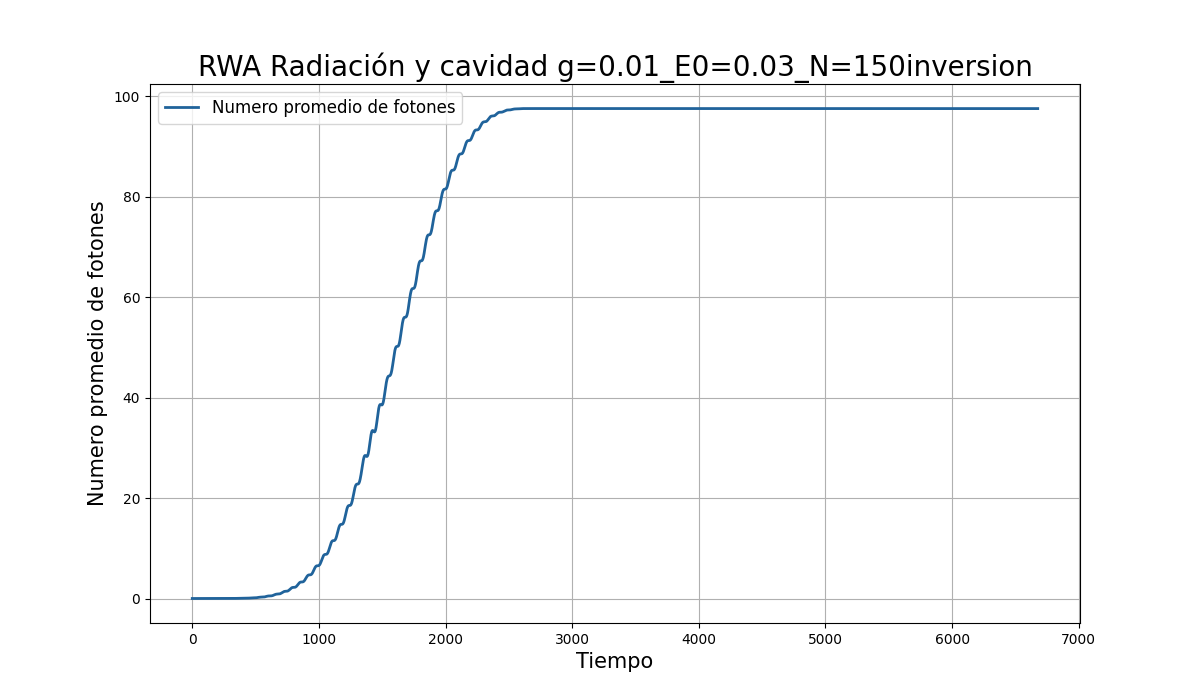 RWA Radiación y cavidad g=0.01_E0=0.03_N=150inversion
Numero promedio de fotones
100
80
60
40
20
0
Numero promedio de fotones
0 1000 2000 3000 4000 5000 6000 7000
Tiempo